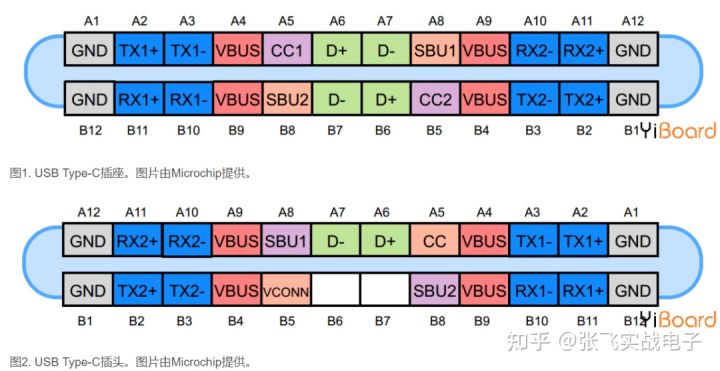 A1 A2 A3 A4 A5 A6 A7 A8 A9 A10 A11 A12
GND TX1+ TX1- VBUS CC1 D+ D- SBU1 VBUS RX2- RX2+ GND
GND RX1+ RX1- VBUS SBU2 D- D+ CC2 VBUS TX2- TX2+ GND
B12 B11 B10 B9 B8 B7 B6 B5 B4 B3 B2 B1
YiBoard
图1. USB Type-C插座。图片由Microchip提供。
A12 A11 A10 A9 A8 A7 A6 A5 A4 A3 A2 A1
GND RX2+ RX2- VBUS SBU1 D- D+ CC VBUS TX1- TX1+ GND
GND TX2+ TX2- VBUS VCONN SBU2 VBUS RX1- RX1+ GND
B1 B2 B3 B4 B5 B6 B7 B8 B9 B10 B11 B12
YiBoard
知乎 @张飞实战电子
图2. USB Type-C插头。图片由Microchip提供。